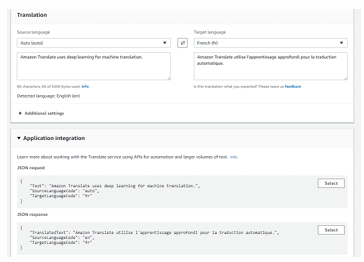 Translation
Source language
Target language
Auto (auto)
French (fr)
Amazon Translate uses deep learning for machine translation.
Amazon Translate utilise l'apprentissage approfondi pour la traduction
automatique.
60 characters, 60 of 5000 bytes used. Info
Is this translation what you expected? Please leave us feedback
Detected language: English (en)
Additional settings
Application integration
Learn more about working with the Translate service using APIs for automation and larger volumes of text. Info
JSON request
{
"Text": "Amazon Translate uses deep learning for machine translation.",
"SourceLanguageCode": "auto",
"TargetLanguageCode": "fr"
}
Select
JSON response
{
"TranslatedText": "Amazon Translate utilise l'apprentissage approfondi pour la traduction automatique.",
"SourceLanguageCode": "en",
"TargetLanguageCode": "fr"
}
Select